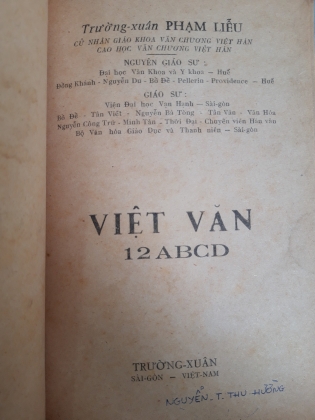 Trường-xuân PHẠM LIỄU
CỬ NHÂN GIÁO KHOA VĂN CHƯƠNG VIỆT HÁN
CAO HỌC VĂN CHƯƠNG VIỆT HÁN
NGUYÊN GIÁO SƯ :
Đại học Văn Khoa và Y khoa — Huế
Đồng Khánh - Nguyễn Du - Bồ Đề - Pellerin - Providence — Huế
GIÁO SƯ :
Viện Đại học Vạn Hạnh — Sài-gòn
Bồ Đề - Tân Việt - Nguyễn Bá Tòng - Tân Văn - Văn Hóa
Nguyễn Công Trứ - Minh Tân - Thời Đại - Chuyên viên Hán văn
Bộ Văn hóa Giáo Dục và Thanh niên — Sài-gòn
VIỆT VĂN
12 ABCD
TRƯỜNG-XUÂN
SÀI-GÒN — VIỆT-NAM
NGUYỄN. T. THU HƯỜNG